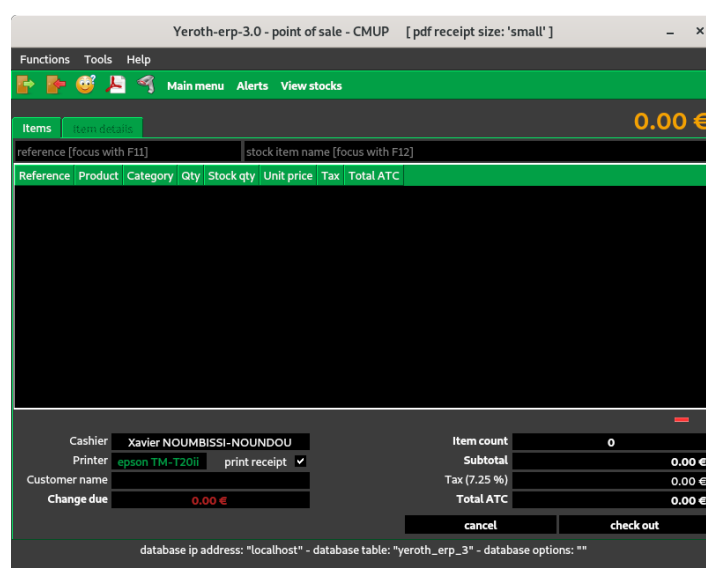 Yeroth-erp-3.0 - point of sale - CMUP [ pdf receipt size: 'small' ]
Functions Tools Help
Main menu Alerts View stocks
0.00 €
Items Item details
reference [focus with F11] stock item name [focus with F12]
Reference Product Category Qty Stock qty Unit price Tax Total ATC
Cashier Xavier NOUMBISSI-NOUNDOU Item count 0
Printer epson TM-T20ii print receipt Subtotal 0.00 €
Customer name Tax (7.25 %) 0.00 €
Change due 0.00 € Total ATC 0.00 €
cancel check out
database ip address: "localhost" - database table: "yeroth_erp_3" - database options: ""